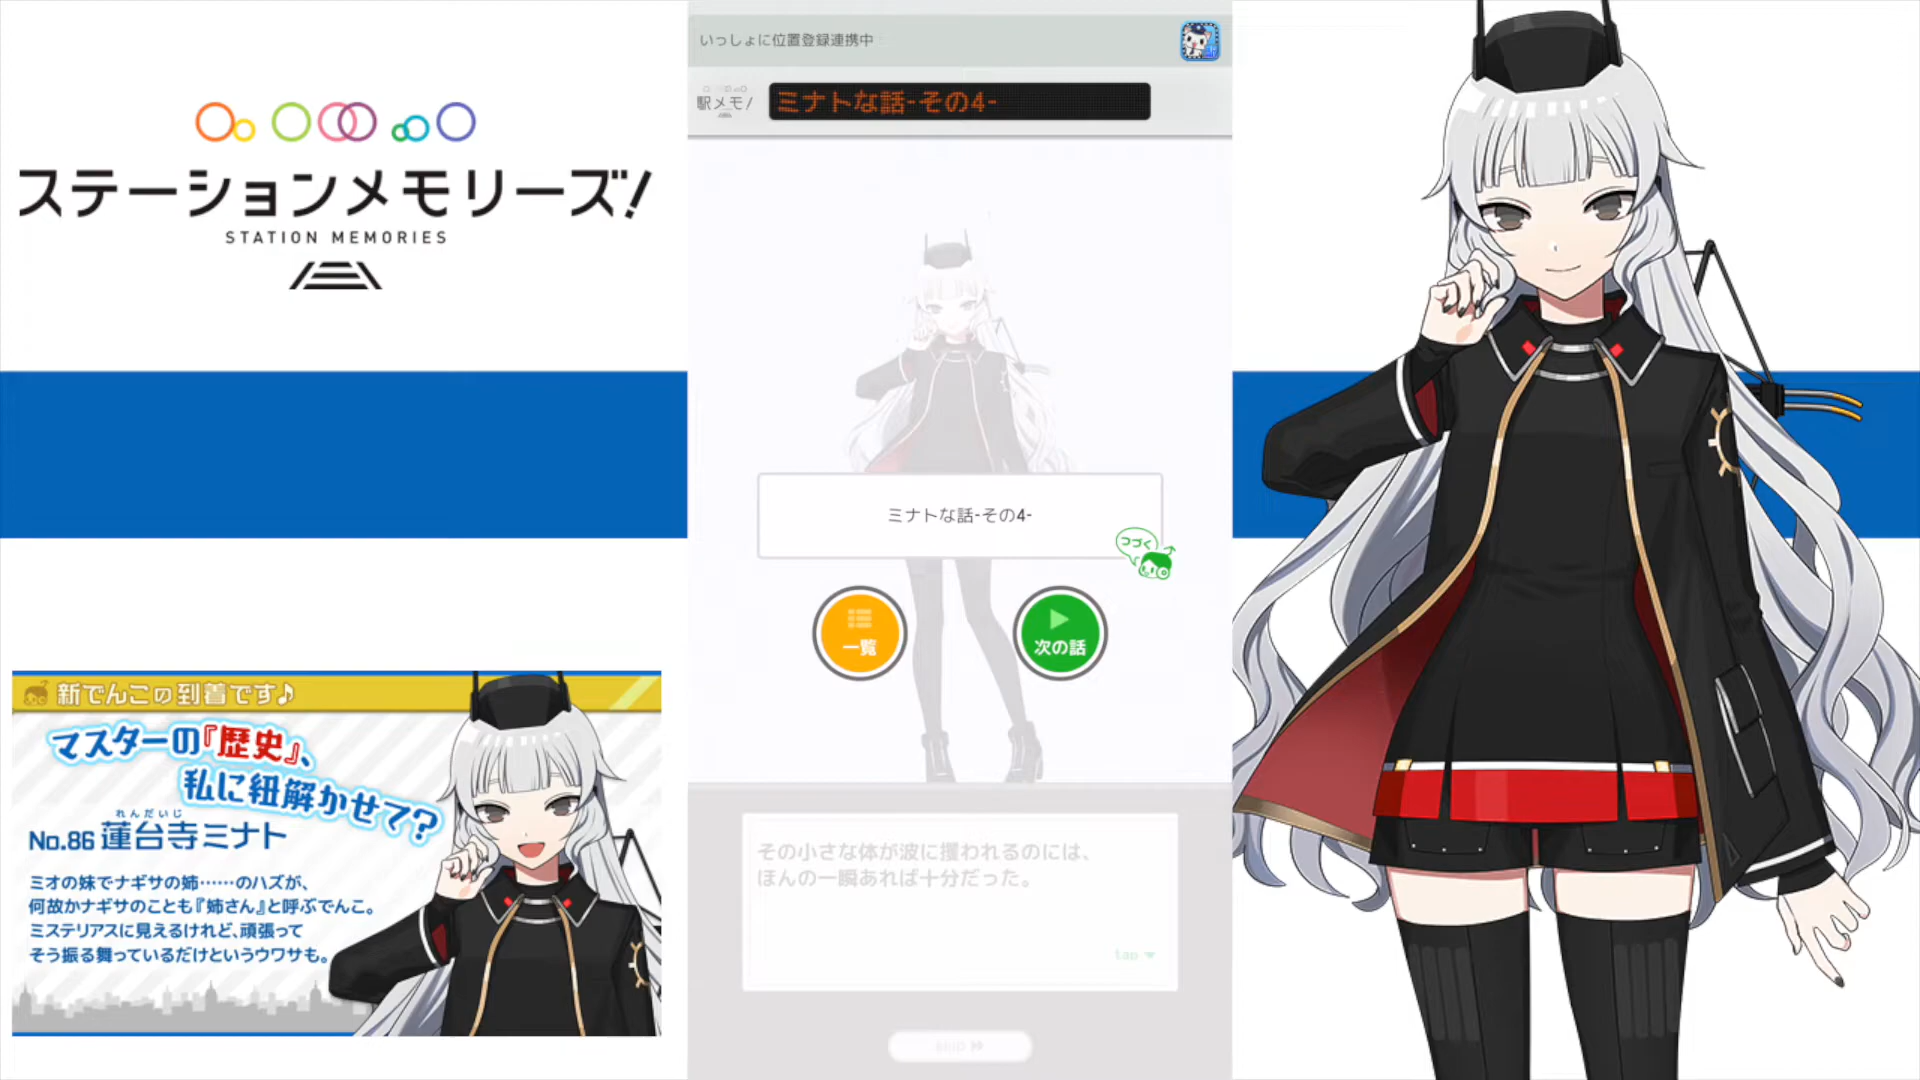 ステーションメモリーズ!
STATION MEMORIES
新でんこの到着です♪
マスターの『歴史』、
私に紐解かせて?
れんだいじ
No.86 蓮台寺ミナト
ミオの妹でナギサの姉……のハズが、
何故かナギサのことも『姉さん』と呼ぶでんこ。
ミステリアスに見えるけれど、頑張って
そう振る舞っているだけというウワサも。
いっしょに位置登録連携中
駅メモ!
ミナトな話-その4-
ミナトな話-その4-
つづく
一覧
次の話
その小さな体が波に攫われるのには、
ほんの一瞬あれば十分だった。
tap
skip